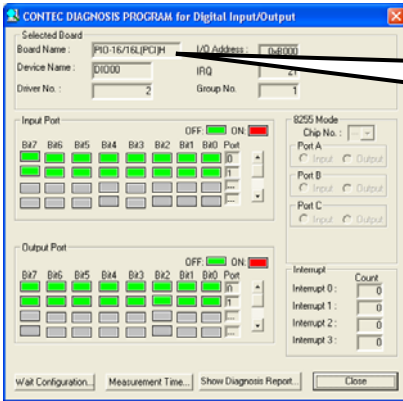 CONTEC DIAGNOSIS PROGRAM for Digital Input/Output
Selected Board
Board Name : PIO-16/16L(PCI)H I/O Address : 0xB000
Device Name : DIO00 IRQ 21
Driver No. : 2 Group No. 1
Input Port
OFF: ON:
Bit7 Bit6 Bit5 Bit4 Bit3 Bit2 Bit1 Bit0 Port
0
1
---
---
8255 Mode
Chip No. : ---
Port A
Input Output
Port B
Input Output
Port C
Input Output
Output Port
OFF: ON:
Bit7 Bit6 Bit5 Bit4 Bit3 Bit2 Bit1 Bit0 Port
0
1
---
---
Interrupt
Count
Interrupt 0 : 0
Interrupt 1 : 0
Interrupt 2 : 0
Interrupt 3 : 0
Wait Configuration... Measurement Time... Show Diagnosis Report... Close